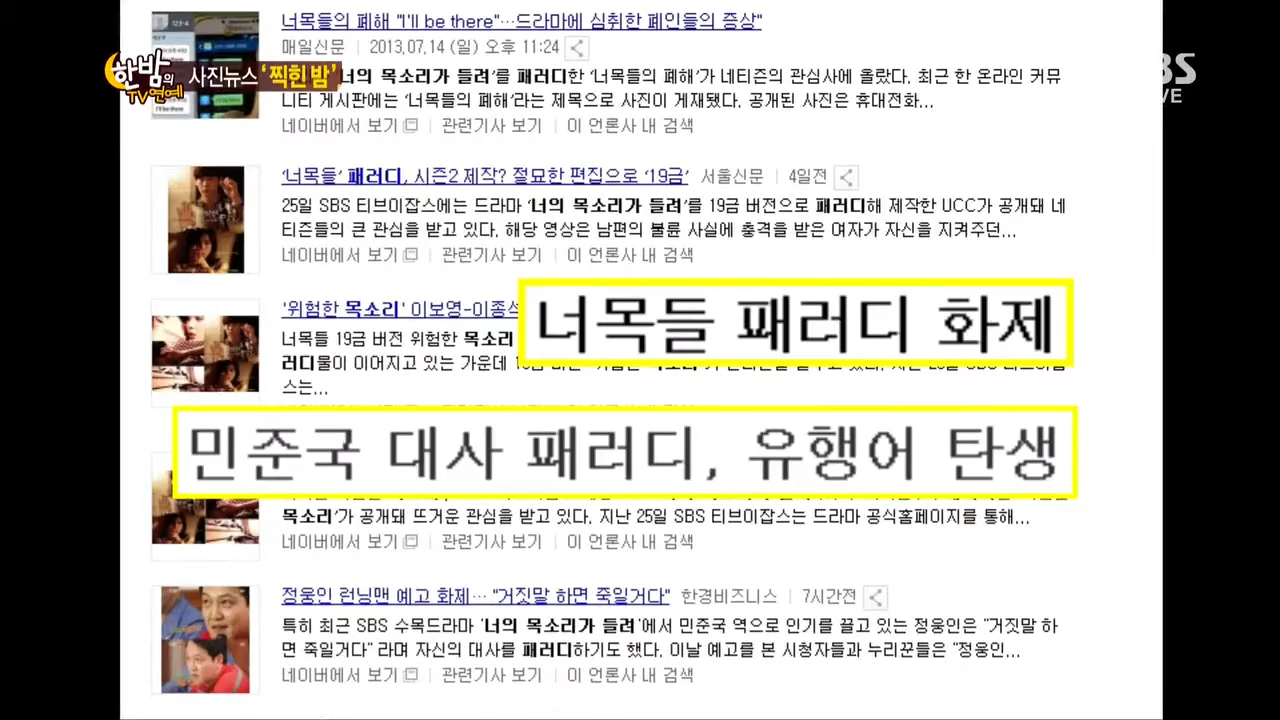 너목들의 폐해 "I'll be there"…드라마에 심취한 폐인들의 증상"
매일신문 | 2013.07.14 (일) 오후 11:24
한밤의 TV연예
사진뉴스 '찍힌 밤'
너의 목소리가 들려'를 패러디한 '너목들의 폐해'가 네티즌의 관심사에 올랐다. 최근 한 온라인 커뮤
니티 게시판에는 '너목들의 폐해'라는 제목으로 사진이 게재됐다. 공개된 사진은 휴대전화...
네이버에서 보기 | 관련기사 보기 | 이 언론사 내 검색
'너목들' 패러디, 시즌2 제작? 절묘한 편집으로 '19금' 서울신문 | 4일전
25일 SBS 티브이잡스에는 드라마 '너의 목소리가 들려'를 19금 버전으로 패러디해 제작한 UCC가 공개돼 네
티즌들의 큰 관심을 받고 있다. 해당 영상은 남편의 불륜 사실에 충격을 받은 여자가 자신을 지켜주던...
네이버에서 보기 | 관련기사 보기 | 이 언론사 내 검색
'위험한 목소리' 이보영-이종석
너목들 패러디 화제
너목들 19금 버전 위험한 목소리
러디물이 이어지고 있는 가운데
스는...
민준국 대사 패러디, 유행어 탄생
목소리'가 공개돼 뜨거운 관심을 받고 있다. 지난 25일 SBS 티브이잡스는 드라마 공식홈페이지를 통해...
네이버에서 보기 | 관련기사 보기 | 이 언론사 내 검색
정웅인 런닝맨 예고 화제… "거짓말 하면 죽일거다" 한경비즈니스 | 7시간전
특히 최근 SBS 수목드라마 '너의 목소리가 들려'에서 민준국 역으로 인기를 끌고 있는 정웅인은 "거짓말 하
면 죽일거다" 라며 자신의 대사를 패러디하기도 했다. 이날 예고를 본 시청자들과 누리꾼들은 "정웅인...
네이버에서 보기 | 관련기사 보기 | 이 언론사 내 검색